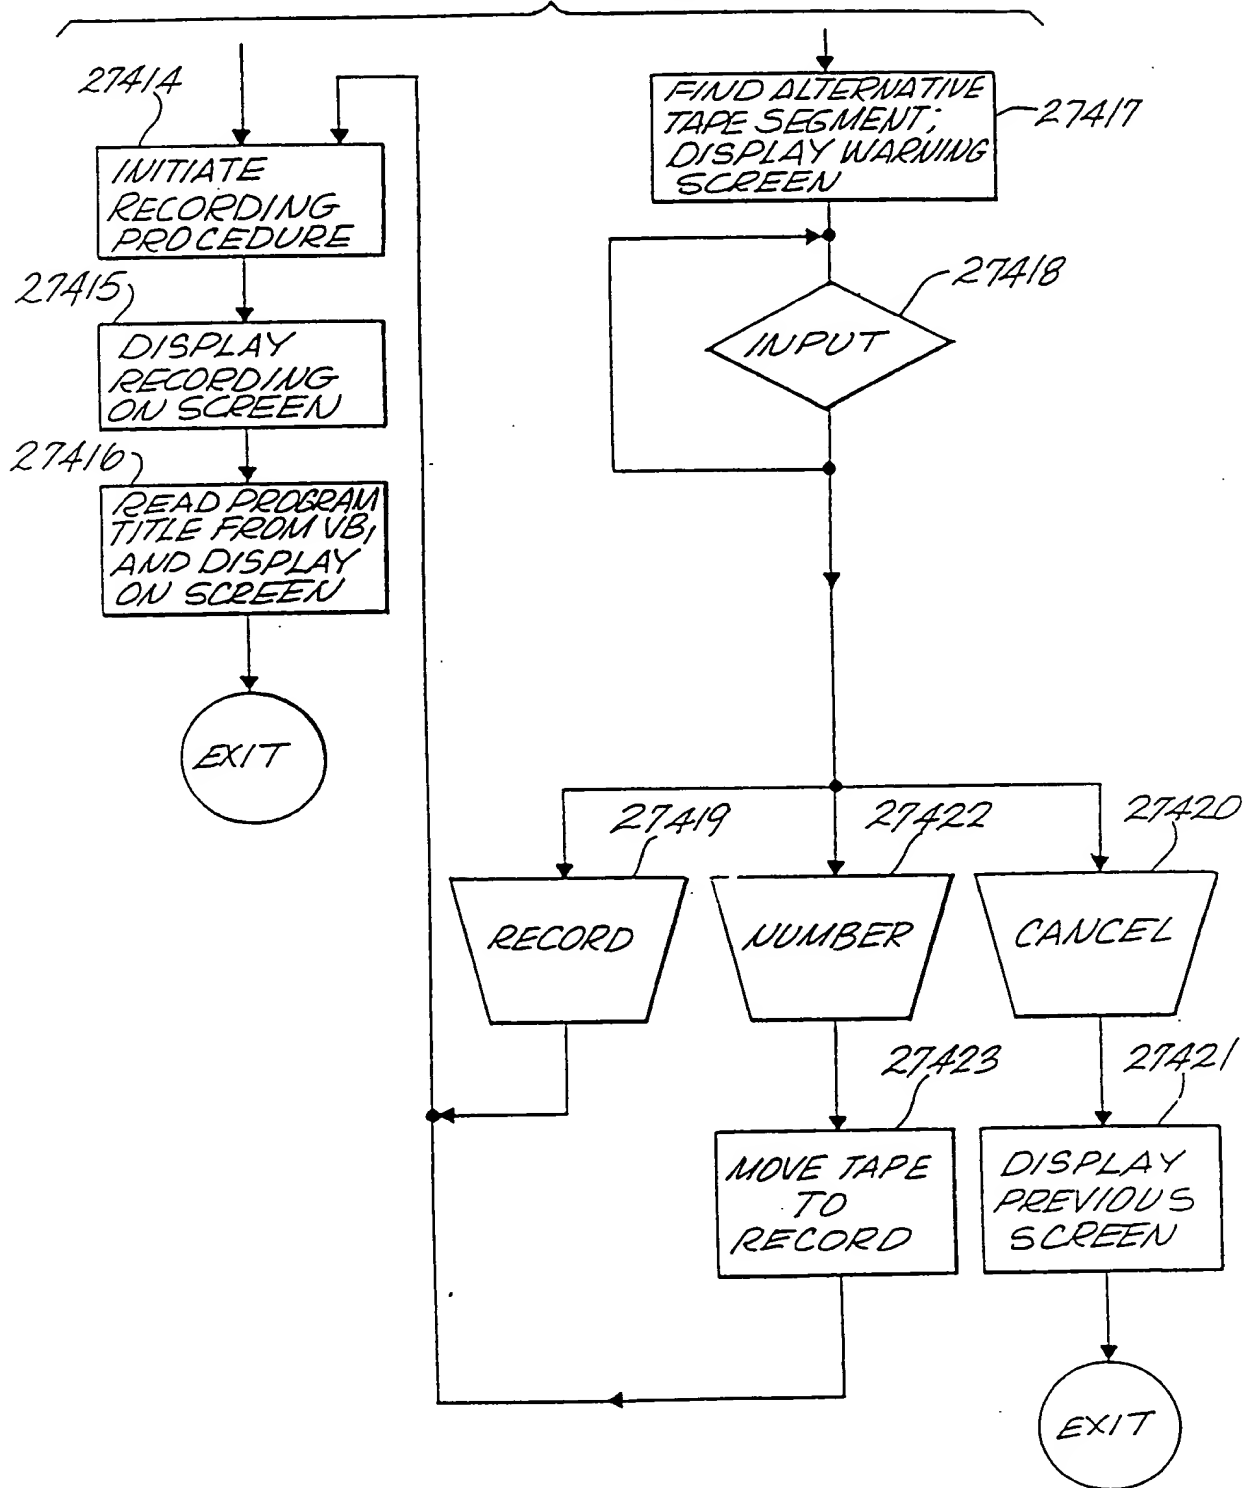 27414
INITIATE
RECORDING
PROCEDURE
27415
DISPLAY
RECORDING
ON SCREEN
27416
READ PROGRAM
TITLE FROM VBI
AND DISPLAY
ON SCREEN
EXIT
FIND ALTERNATIVE
TAPE SEGMENT;
DISPLAY WARNING
SCREEN
27417
27418
INPUT
27419
RECORD
27422
NUMBER
27420
CANCEL
27423
MOVE TAPE
TO
RECORD
27421
DISPLAY
PREVIOUS
SCREEN
EXIT